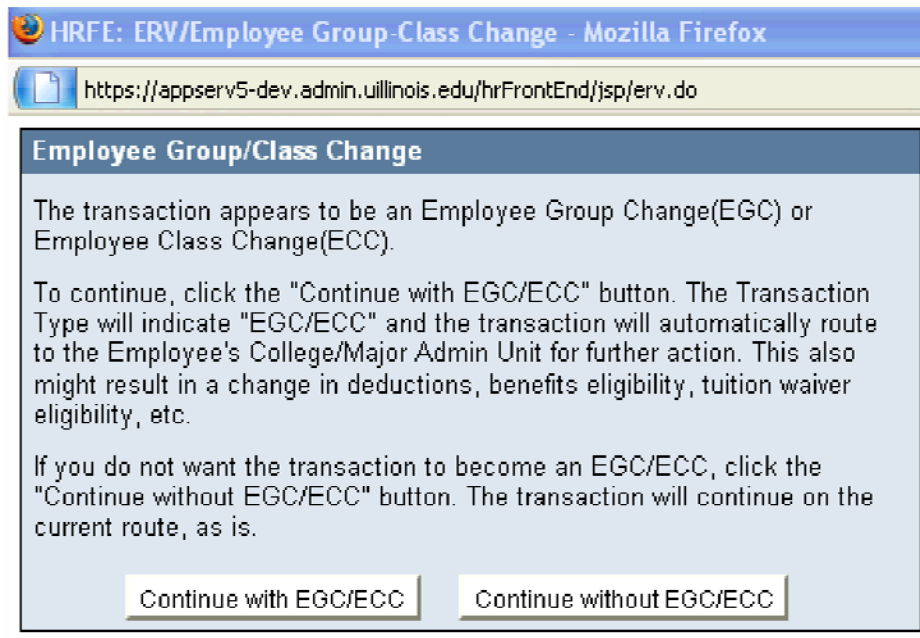 HRFE: ERV/Employee Group-Class Change - Mozilla Firefox
https://appserv5-dev.admin.uillinois.edu/hrFrontEnd/jsp/erv.do
Employee Group/Class Change
The transaction appears to be an Employee Group Change(EGC) or
Employee Class Change(ECC).
To continue, click the "Continue with EGC/ECC" button. The Transaction
Type will indicate "EGC/ECC" and the transaction will automatically route
to the Employee's College/Major Admin Unit for further action. This also
might result in a change in deductions, benefits eligibility, tuition waiver
eligibility, etc.
If you do not want the transaction to become an EGC/ECC, click the
"Continue without EGC/ECC" button. The transaction will continue on the
current route, as is.
Continue with EGC/ECC Continue without EGC/ECC